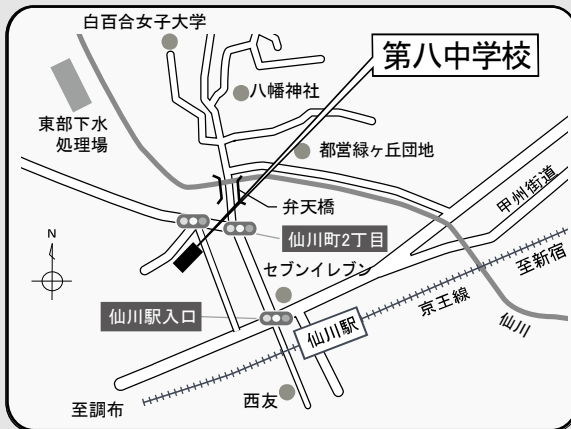 白百合女子大学
第八中学校
八幡神社
東部下水
処理場
都営緑ヶ丘団地
甲州街道
弁天橋
N
仙川町2丁目
至新宿
セブンイレブン
京王線
仙川駅入口
仙川駅
仙川
西友
至調布